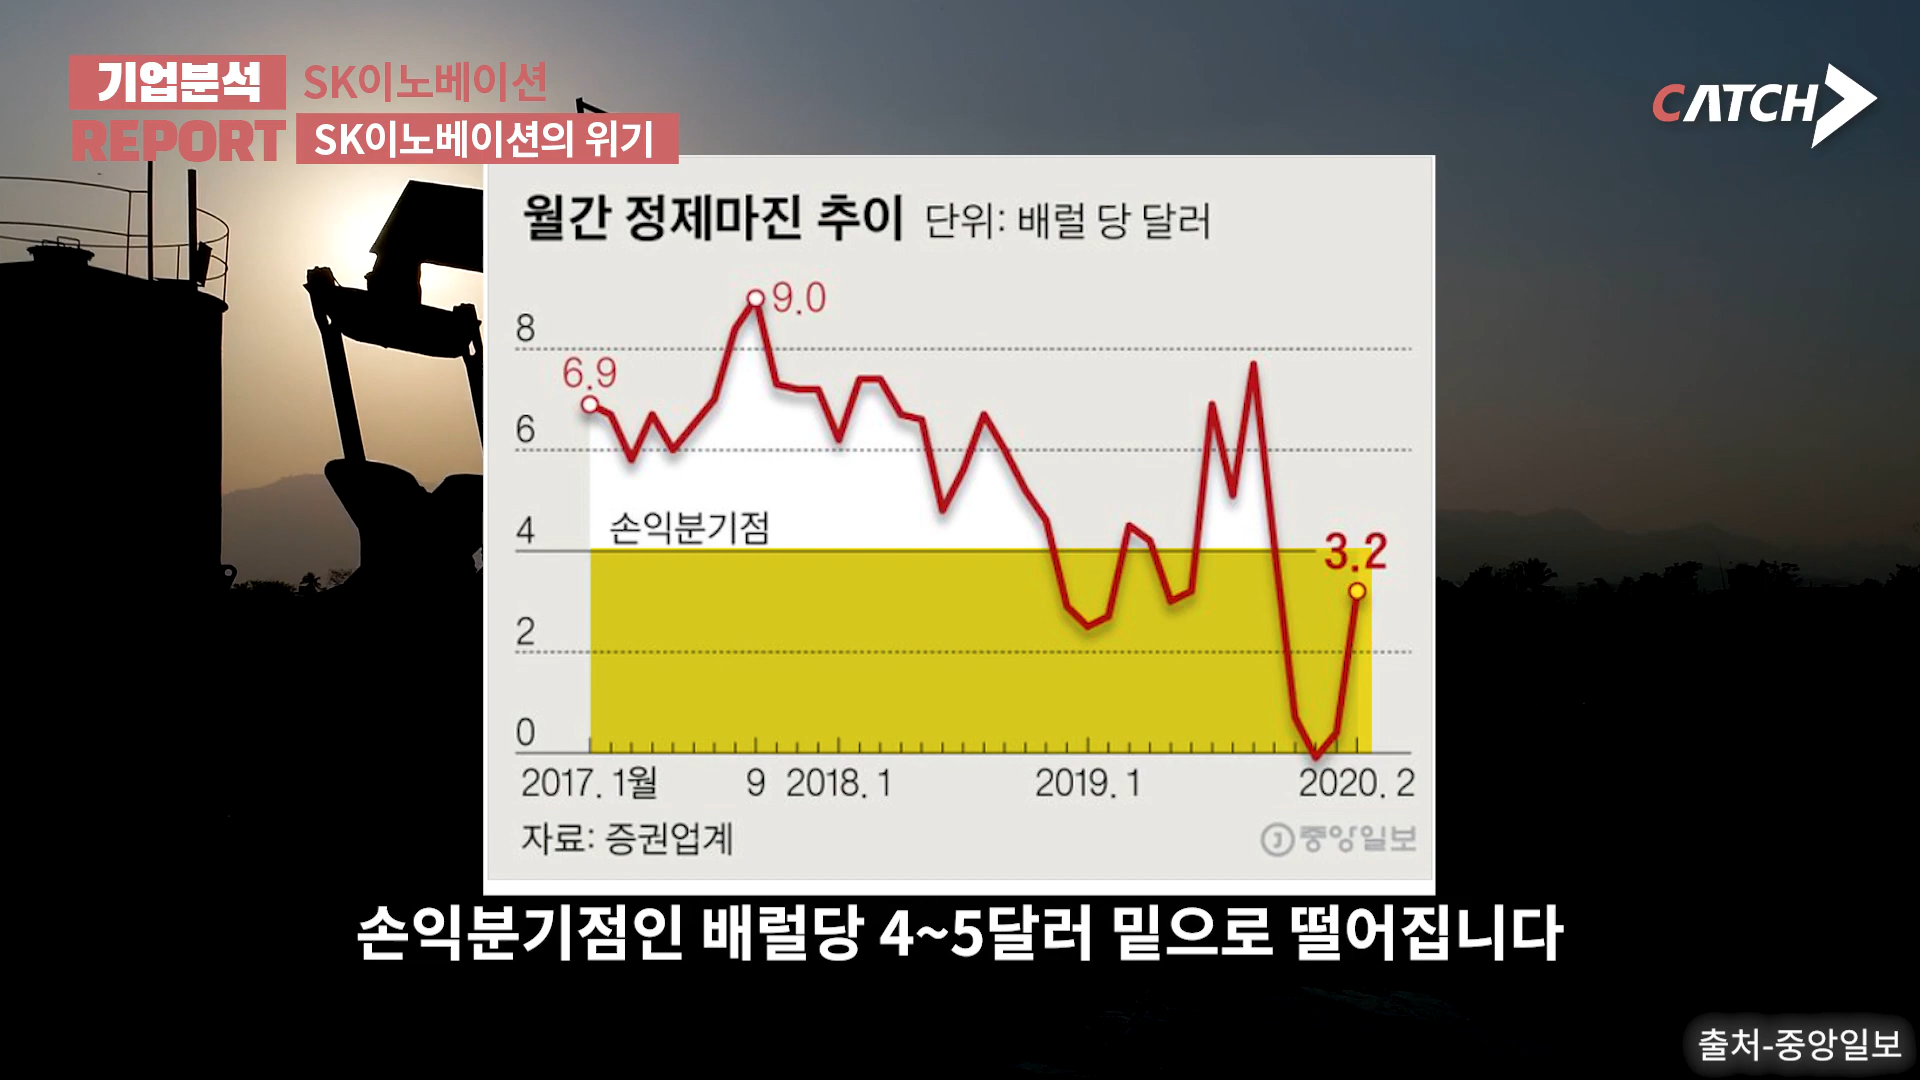 기업분석 SK이노베이션
REPORT SK이노베이션의 위기
CATCH
월간 정제마진 추이 단위: 배럴 당 달러
9.0
8
6.9
6
손익분기점
4
3.2
2
0
2017. 1월 9 2018. 1 2019. 1 2020. 2
자료: 증권업계
중앙일보
손익분기점인 배럴당 4~5달러 밑으로 떨어집니다
출처-중앙일보